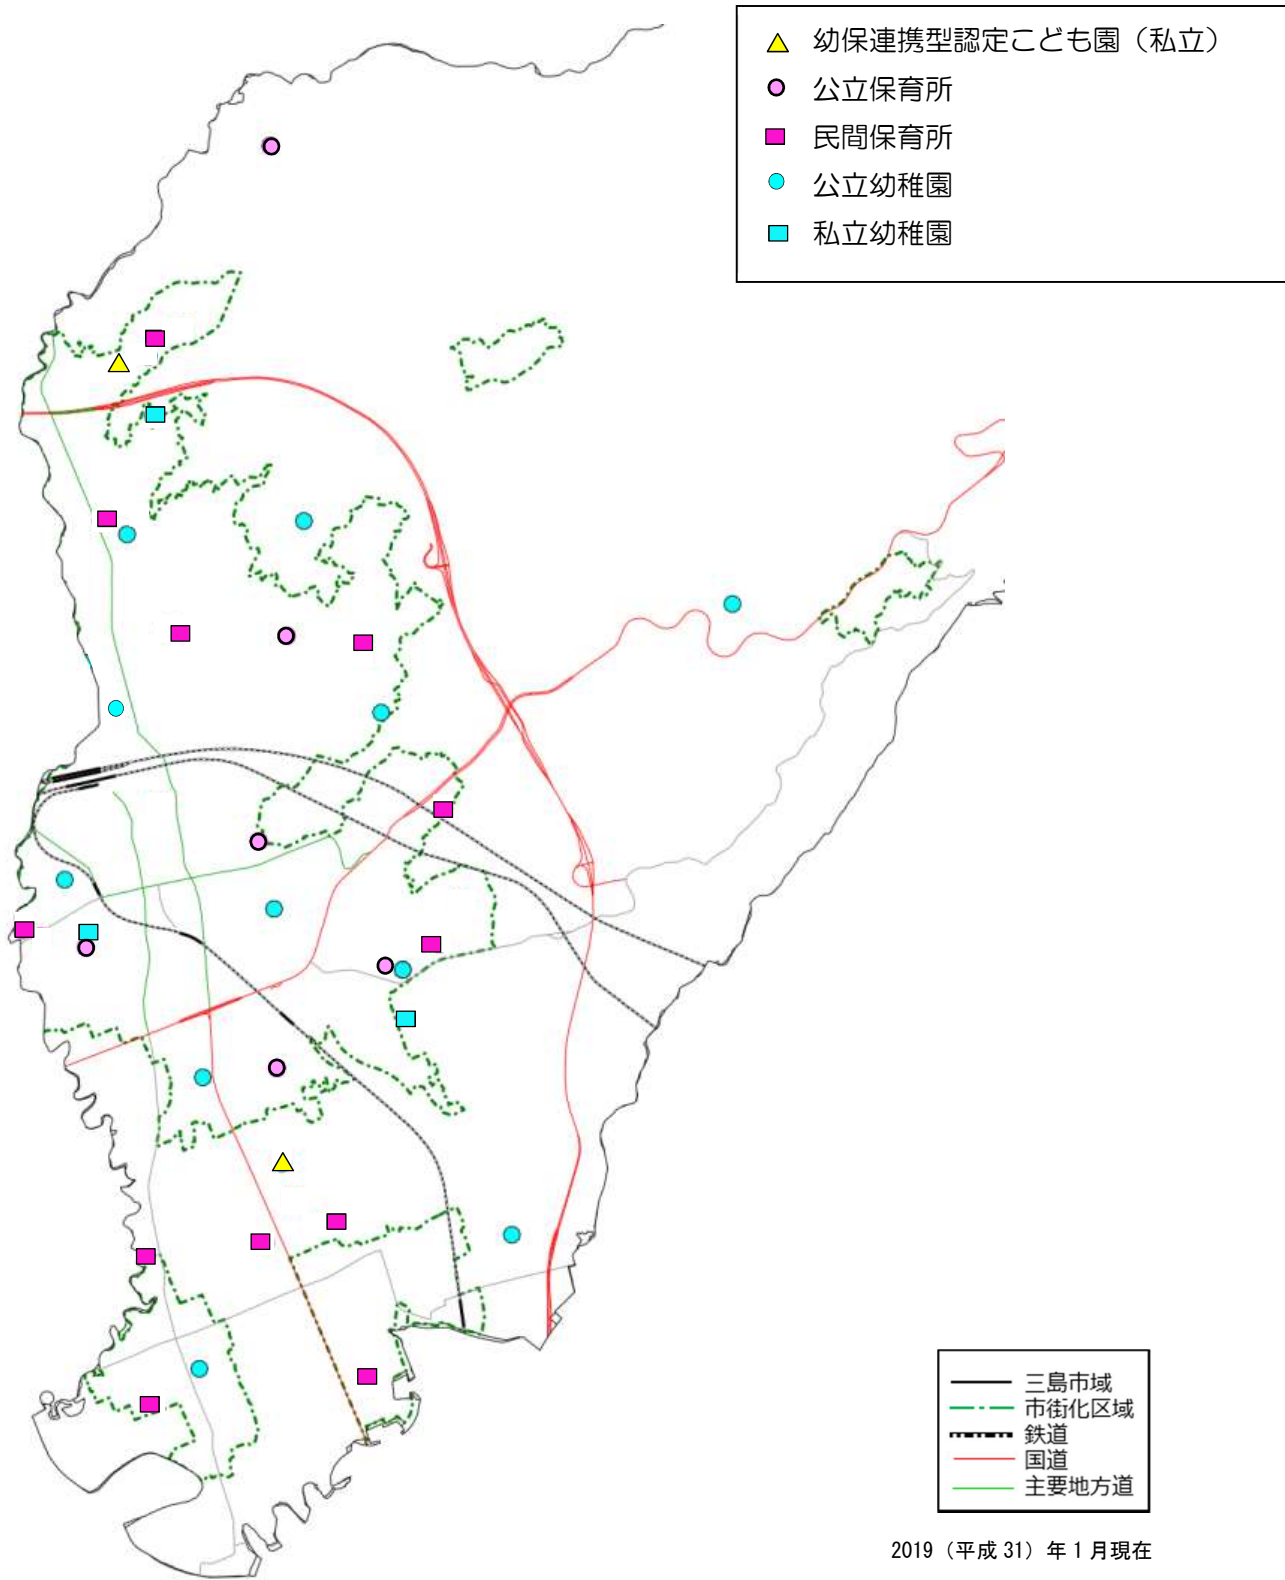 幼保連携型認定こども園（私立）
公立保育所
民間保育所
公立幼稚園
私立幼稚園
三島市域
市街化区域
鉄道
国道
主要地方道
2019（平成 31）年 1 月現在